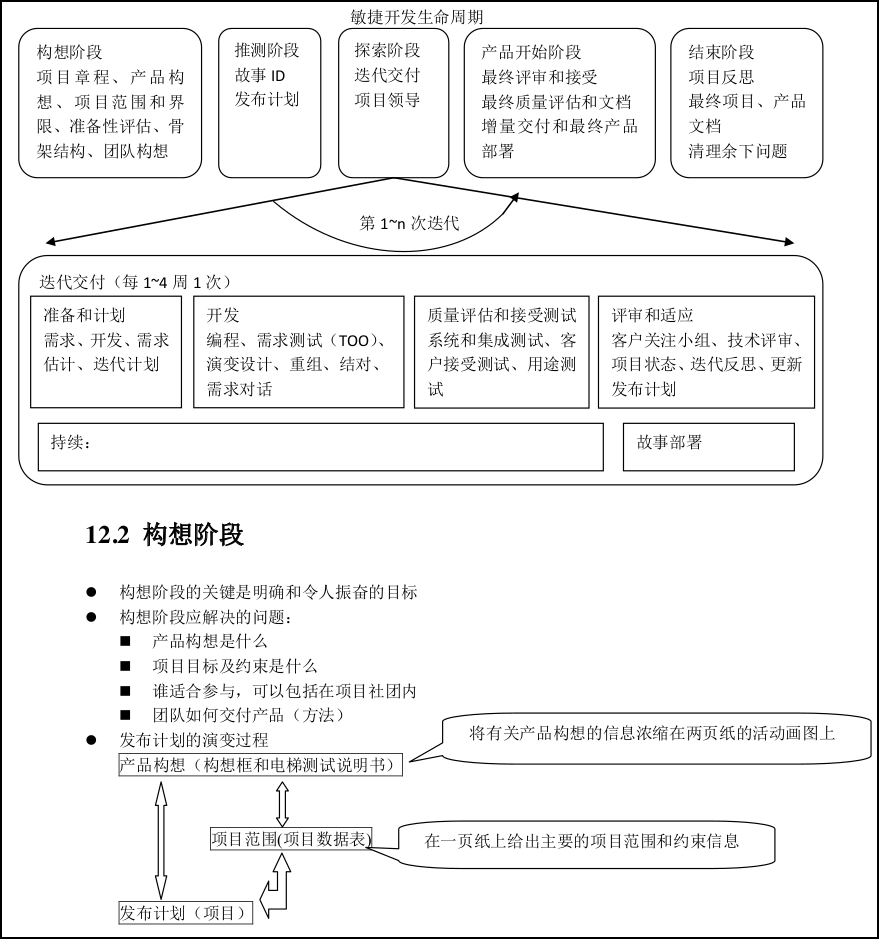 敏捷开发生命周期
构想阶段
项目章程、产品构
想、项目范围和界
限、准备性评估、骨
架结构、团队构想
推测阶段
故事 ID
发布计划
探索阶段
迭代交付
项目领导
产品开始阶段
最终评审和接受
最终质量评估和文档
增量交付和最终产品
部署
结束阶段
项目反思
最终项目、产品
文档
清理余下问题
第 1~n 次迭代
迭代交付（每 1~4 周 1 次）
准备和计划
需求、开发、需求
估计、迭代计划
开发
编程、需求测试（TOO）、
演变设计、重组、结对、
需求对话
质量评估和接受测试
系统和集成测试、客
户接受测试、用途测
试
评审和适应
客户关注小组、技术评审、
项目状态、迭代反思、更新
发布计划
持续：
故事部署
12.2 构想阶段
● 构想阶段的关键是明确和令人振奋的目标
● 构想阶段应解决的问题：
■ 产品构想是什么
■ 项目目标及约束是什么
■ 谁适合参与，可以包括在项目社团内
■ 团队如何交付产品（方法）
● 发布计划的演变过程
将有关产品构想的信息浓缩在两页纸的活动画图上
产品构想（构想框和电梯测试说明书）
项目范围(项目数据表)
在一页纸上给出主要的项目范围和约束信息
发布计划（项目）